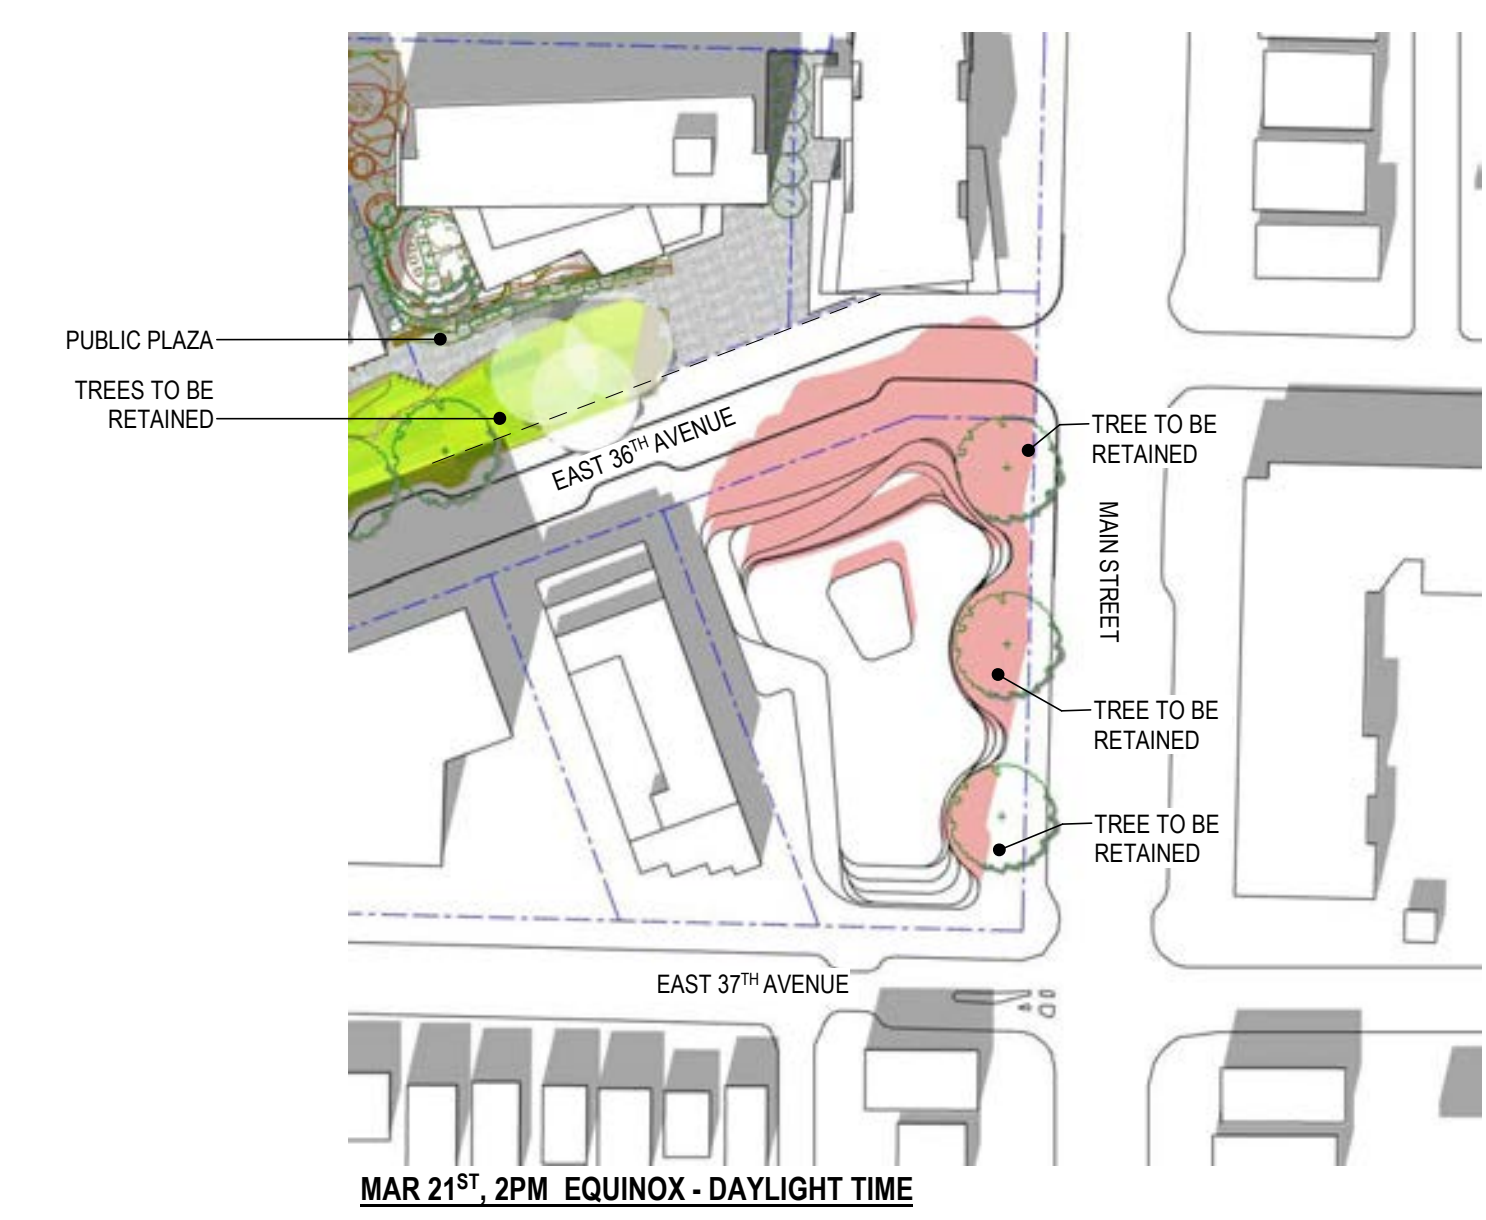 PUBLIC PLAZA
TREES TO BE
RETAINED
EAST 36TH AVENUE
TREE TO BE
RETAINED
MAIN STREET
TREE TO BE
RETAINED
TREE TO BE
RETAINED
EAST 37TH AVENUE
MAR 21ST, 2PM EQUINOX - DAYLIGHT TIME